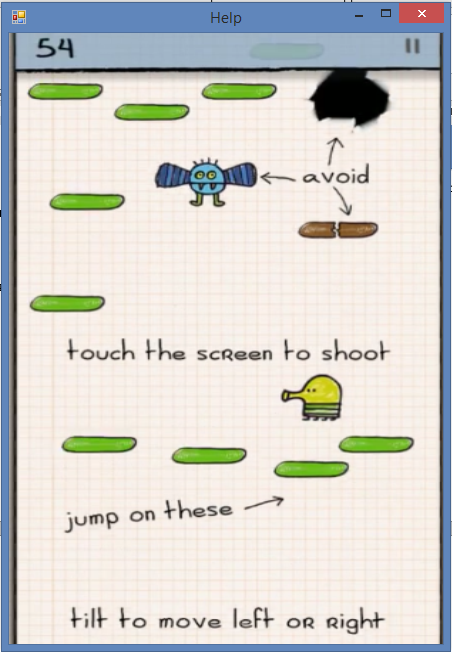 Help
54
avoid
touch the screen to shoot
jump on these
tilt to move left or right